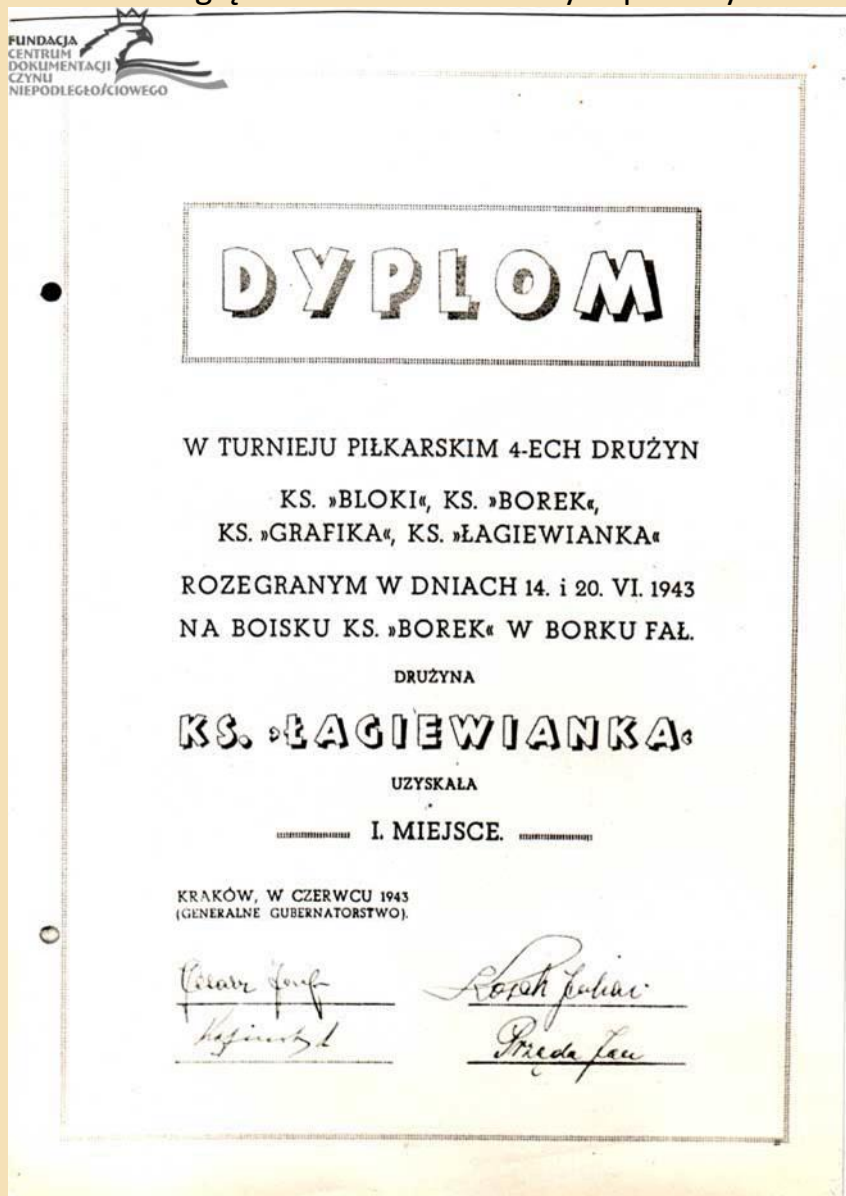 FUNDACJA
CENTRUM
DOKUMENTACJI
CZYNU
NIEPODLEGŁOŚCIOWEGO
DYPLOM
W TURNIEJU PIŁKARSKIM 4-ECH DRUŻYN
KS. »BLOKI«, KS. »BOREK«,
KS. »GRAFIKA«, KS. »ŁAGIEWIANKA«
ROZEGRANYM W DNIACH 14. i 20. VI. 1943
NA BOISKU KS. »BOREK« W BORKU FAŁ.
DRUŻYNA
KS. »ŁAGIEWIANKA«
UZYSKAŁA
I. MIEJSCE.
KRAKÓW, W CZERWCU 1943
(GENERALNE GUBERNATORSTWO).
Przęda Jan